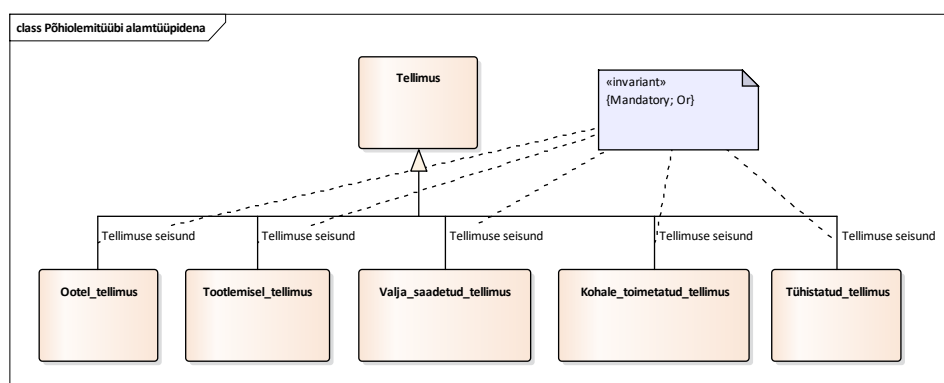 class Põhiolemitüübi alamtüüpidena
Tellimus
«invariant»
{Mandatory; Or}
Tellimuse seisund
Tellimuse seisund
Tellimuse seisund
Tellimuse seisund
Tellimuse seisund
Ootel_tellimus
Tootlemisel_tellimus
Valja_saadetud_tellimus
Kohale_toimetatud_tellimus
Tühistatud_tellimus